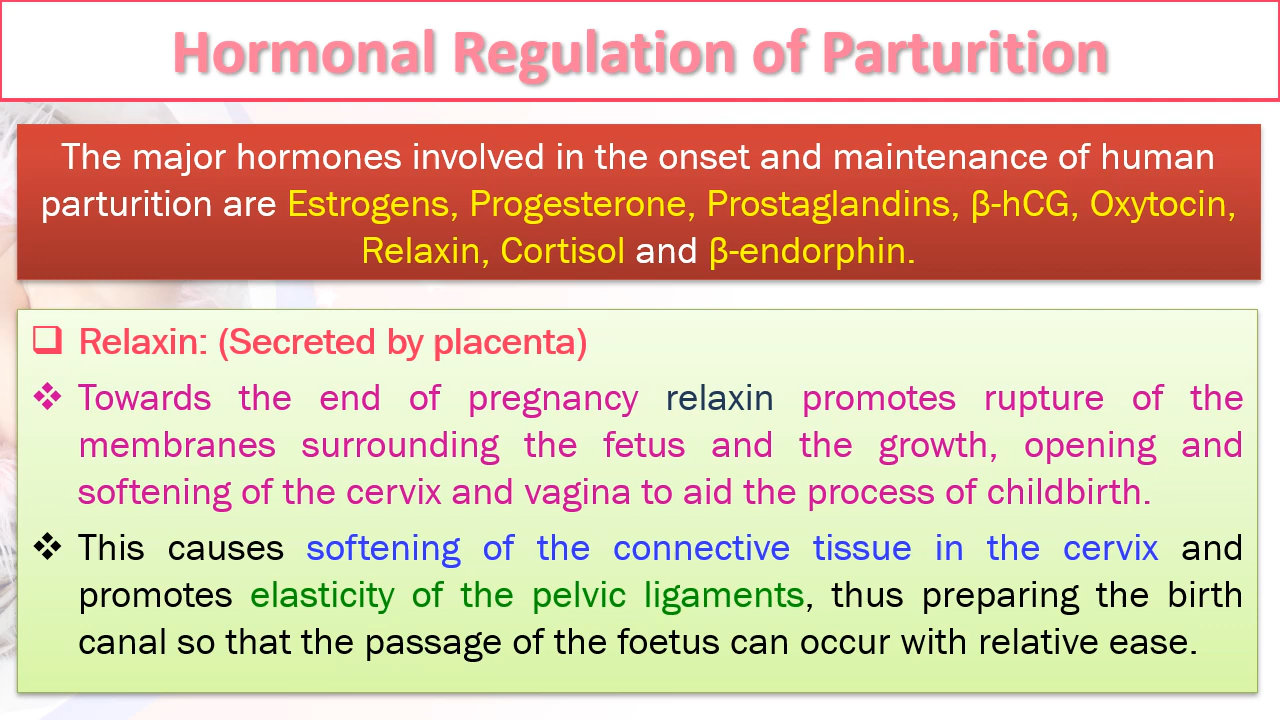 Hormonal Regulation of Parturition
The major hormones involved in the onset and maintenance of human
parturition are Estrogens, Progesterone, Prostaglandins, β-hCG, Oxytocin,
Relaxin, Cortisol and β-endorphin.
Relaxin: (Secreted by placenta)
Towards the end of pregnancy relaxin promotes rupture of the
membranes surrounding the fetus and the growth, opening and
softening of the cervix and vagina to aid the process of childbirth.
This causes softening of the connective tissue in the cervix and
promotes elasticity of the pelvic ligaments, thus preparing the birth
canal so that the passage of the foetus can occur with relative ease.